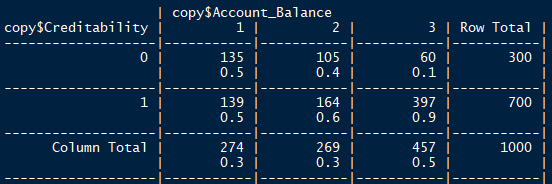 | copy$Account_Balance
copy$Creditability |         1 |         2 |         3 | Row Total |
-------------------|-----------|-----------|-----------|-----------|
                 0 |       135 |       105 |        60 |       300 |
                   |       0.5 |       0.4 |       0.1 |           |
-------------------|-----------|-----------|-----------|-----------|
                 1 |       139 |       164 |       397 |       700 |
                   |       0.5 |       0.6 |       0.9 |           |
-------------------|-----------|-----------|-----------|-----------|
      Column Total |       274 |       269 |       457 |      1000 |
                   |       0.3 |       0.3 |       0.5 |           |
-------------------|-----------|-----------|-----------|-----------|